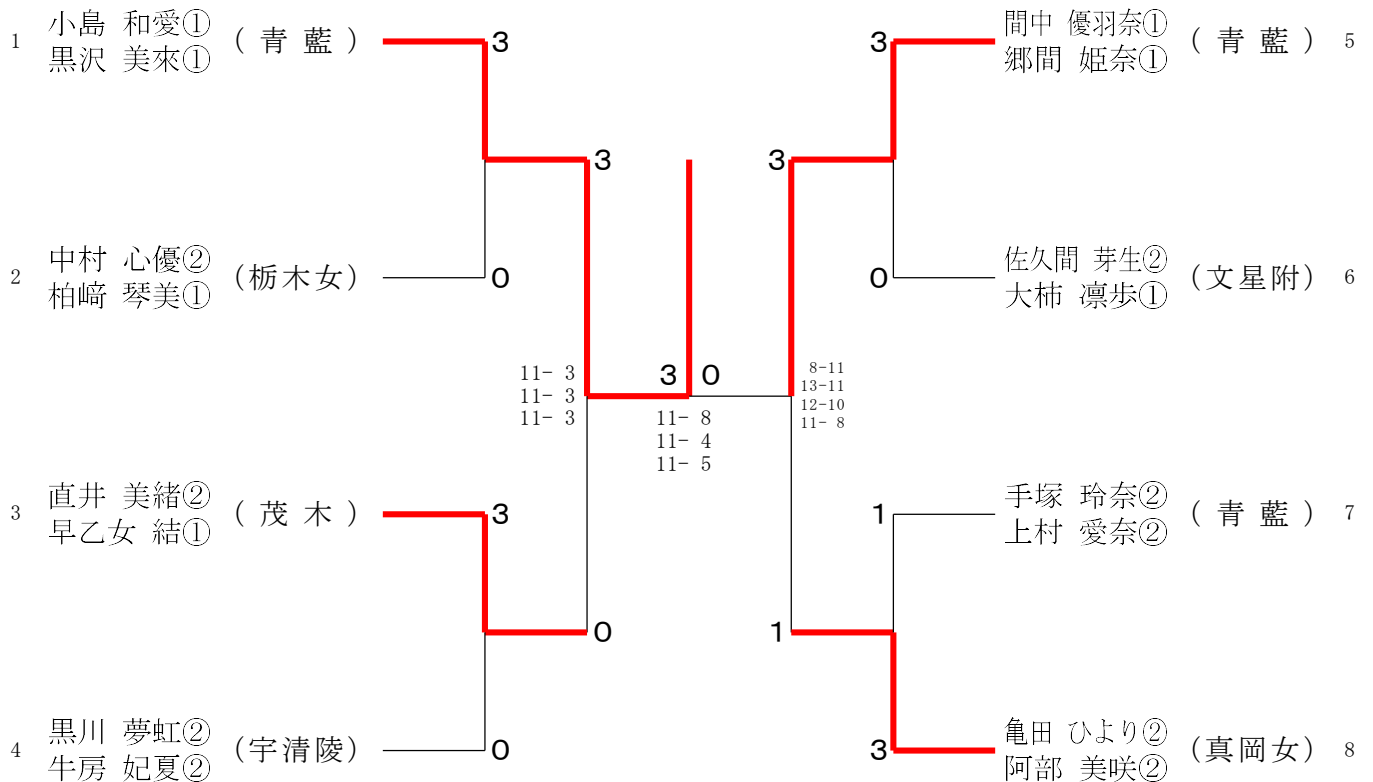 1 小島 和愛① ( 青 藍 ) 3
黒沢 美來①
3
2 中村 心優② (栃木女) 0
柏﨑 琴美①
11- 3
11- 3
11- 3
3 直井 美緒② ( 茂 木 ) 3
早乙女 結①
0
4 黒川 夢虹② (宇清陵) 0
牛房 妃夏②
3 0
11- 8
11- 4
11- 5
3 間中 優羽奈① ( 青 藍 ) 5
郷間 姫奈①
3
0 佐久間 芽生② (文星附) 6
大柿 凛歩①
8-11
13-11
12-10
11- 8
1 手塚 玲奈② ( 青 藍 ) 7
上村 愛奈②
1
3 亀田 ひより② (真岡女) 8
阿部 美咲②